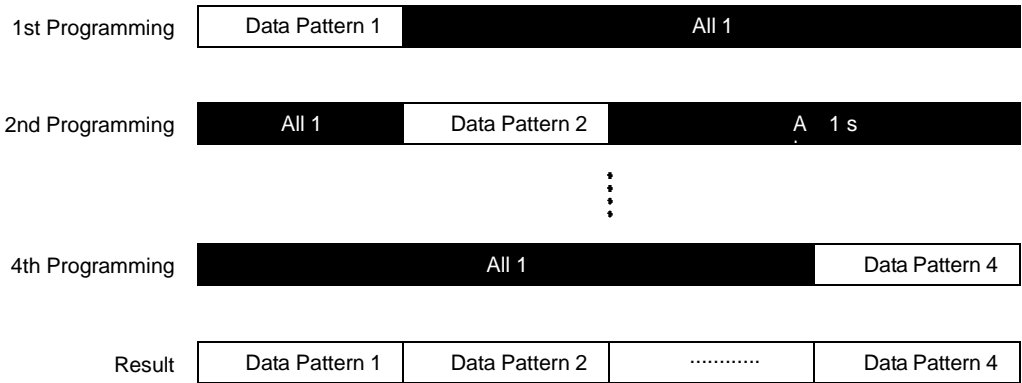 1st Programming Data Pattern 1 All 1
2nd Programming All 1 Data Pattern 2 A 1 s
4th Programming All 1 Data Pattern 4
Result Data Pattern 1 Data Pattern 2 ............ Data Pattern 4